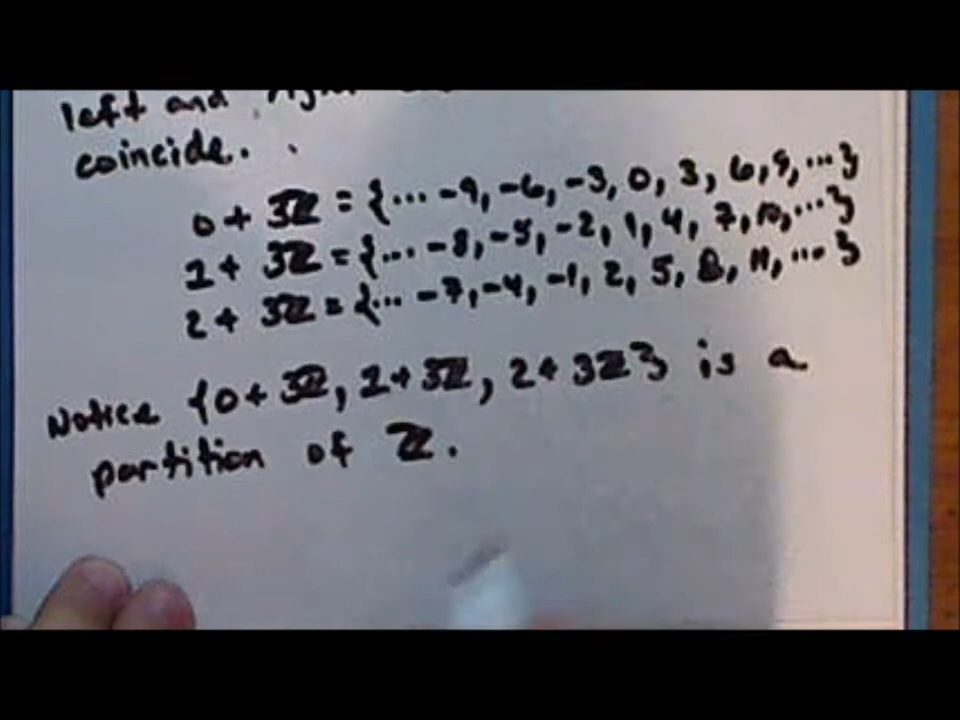 left and
coincide.
0 + 3ℤ = {... -9, -6, -3, 0, 3, 6, 9, ...}
1 + 3ℤ = {... -8, -5, -2, 1, 4, 7, 10, ...}
2 + 3ℤ = {... -7, -4, -1, 2, 5, 8, 11, ...}
Notice {0 + 3ℤ, 1 + 3ℤ, 2 + 3ℤ} is a
partition of ℤ.